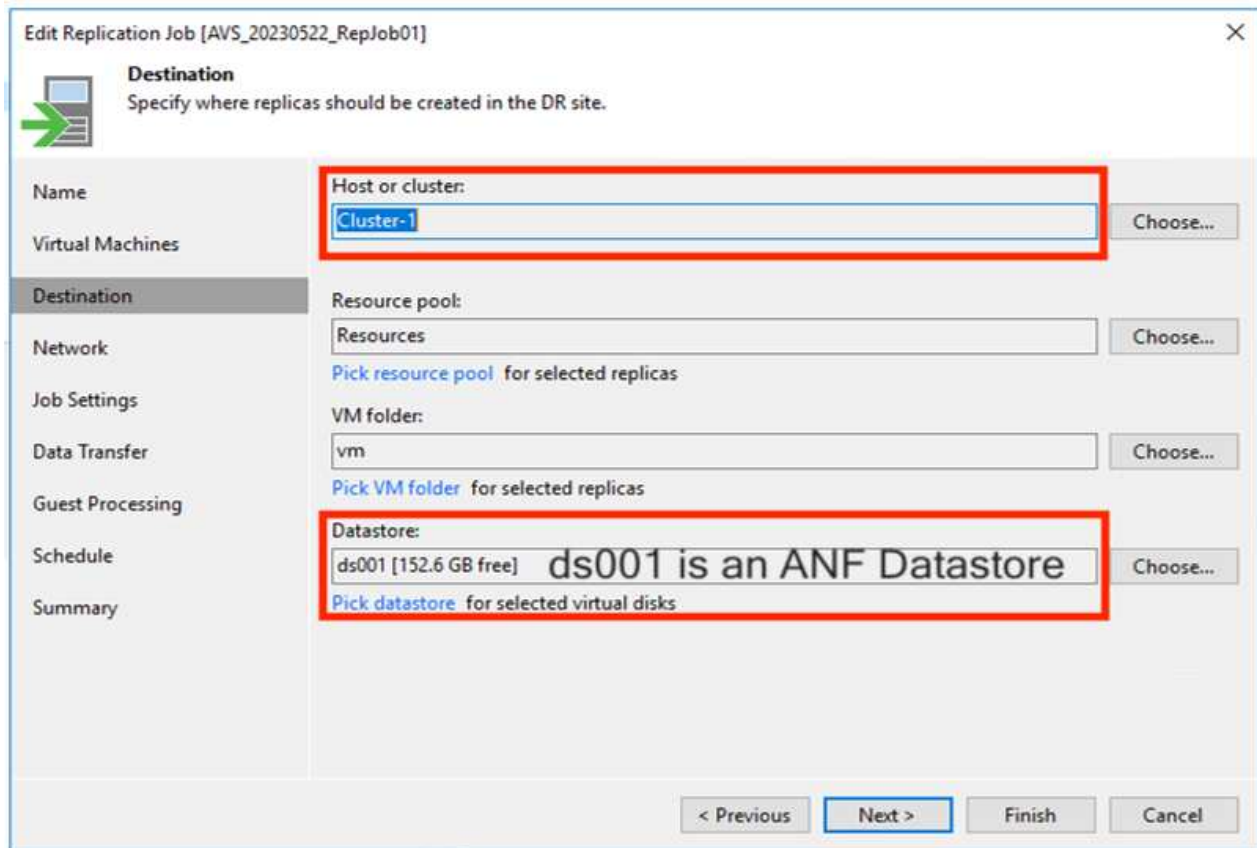 Edit Replication Job [AVS_20230522_RepJob01]
Destination
Specify where replicas should be created in the DR site.
Name
Virtual Machines
Destination
Network
Job Settings
Data Transfer
Guest Processing
Schedule
Summary
Host or cluster:
Cluster-1
Choose...
Resource pool:
Resources
Choose...
Pick resource pool for selected replicas
VM folder:
vm
Choose...
Pick VM folder for selected replicas
Datastore:
ds001 [152.6 GB free] ds001 is an ANF Datastore
Choose...
Pick datastore for selected virtual disks
< Previous Next > Finish Cancel